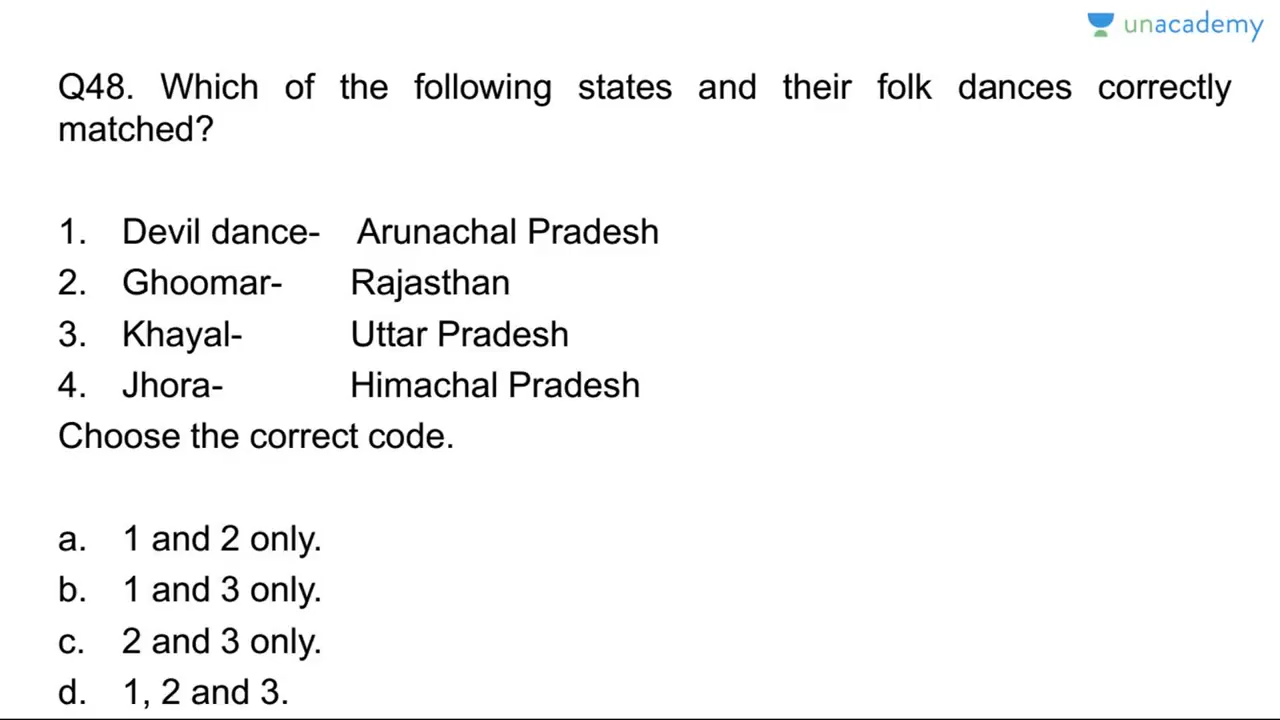 unacademy
Q48. Which of the following states and their folk dances correctly
matched?
1. Devil dance- Arunachal Pradesh
2. Ghoomar- Rajasthan
3. Khayal- Uttar Pradesh
4. Jhora- Himachal Pradesh
Choose the correct code.
a. 1 and 2 only.
b. 1 and 3 only.
c. 2 and 3 only.
d. 1, 2 and 3.